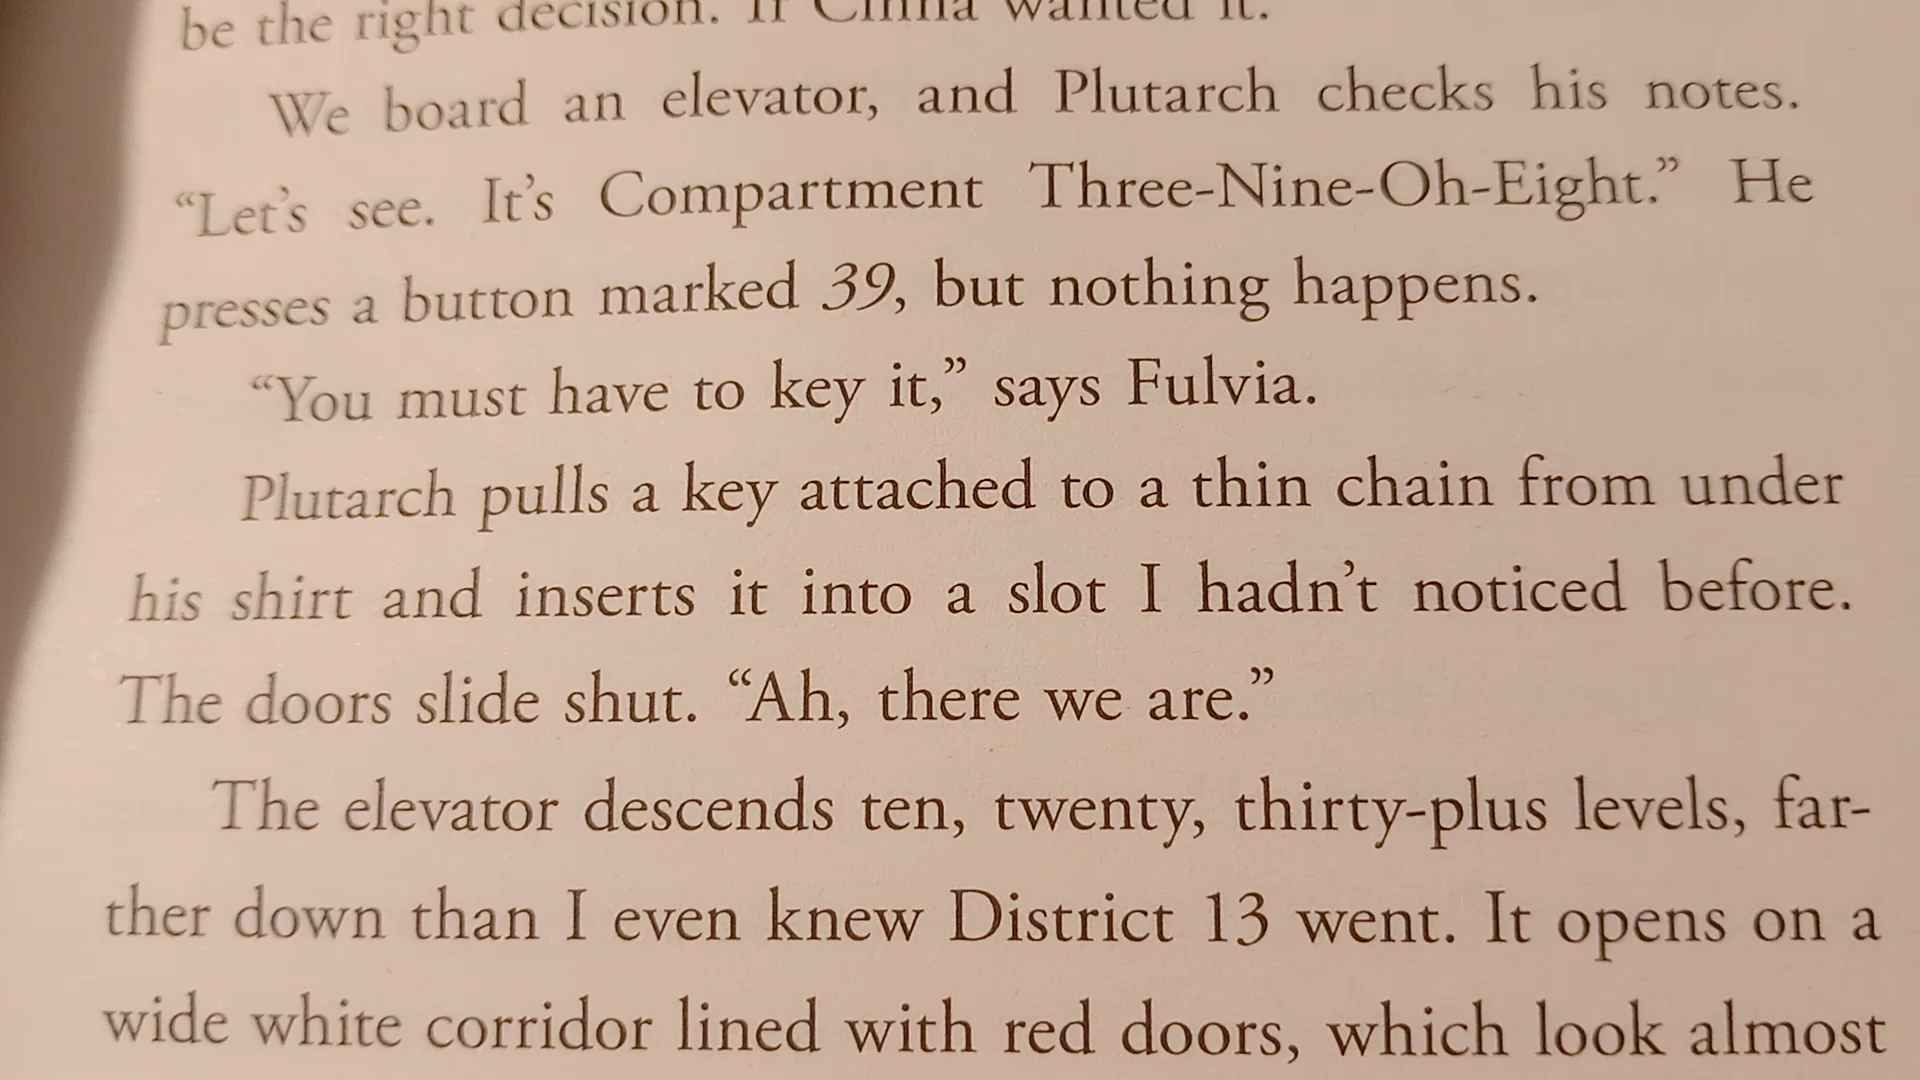 be the right decision. If Cinna wanted it.
We board an elevator, and Plutarch checks his notes.
“Let’s see. It’s Compartment Three-Nine-Oh-Eight.” He
presses a button marked 39, but nothing happens.
“You must have to key it,” says Fulvia.
Plutarch pulls a key attached to a thin chain from under
his shirt and inserts it into a slot I hadn’t noticed before.
The doors slide shut. “Ah, there we are.”
The elevator descends ten, twenty, thirty-plus levels, far-
ther down than I even knew District 13 went. It opens on a
wide white corridor lined with red doors, which look almost